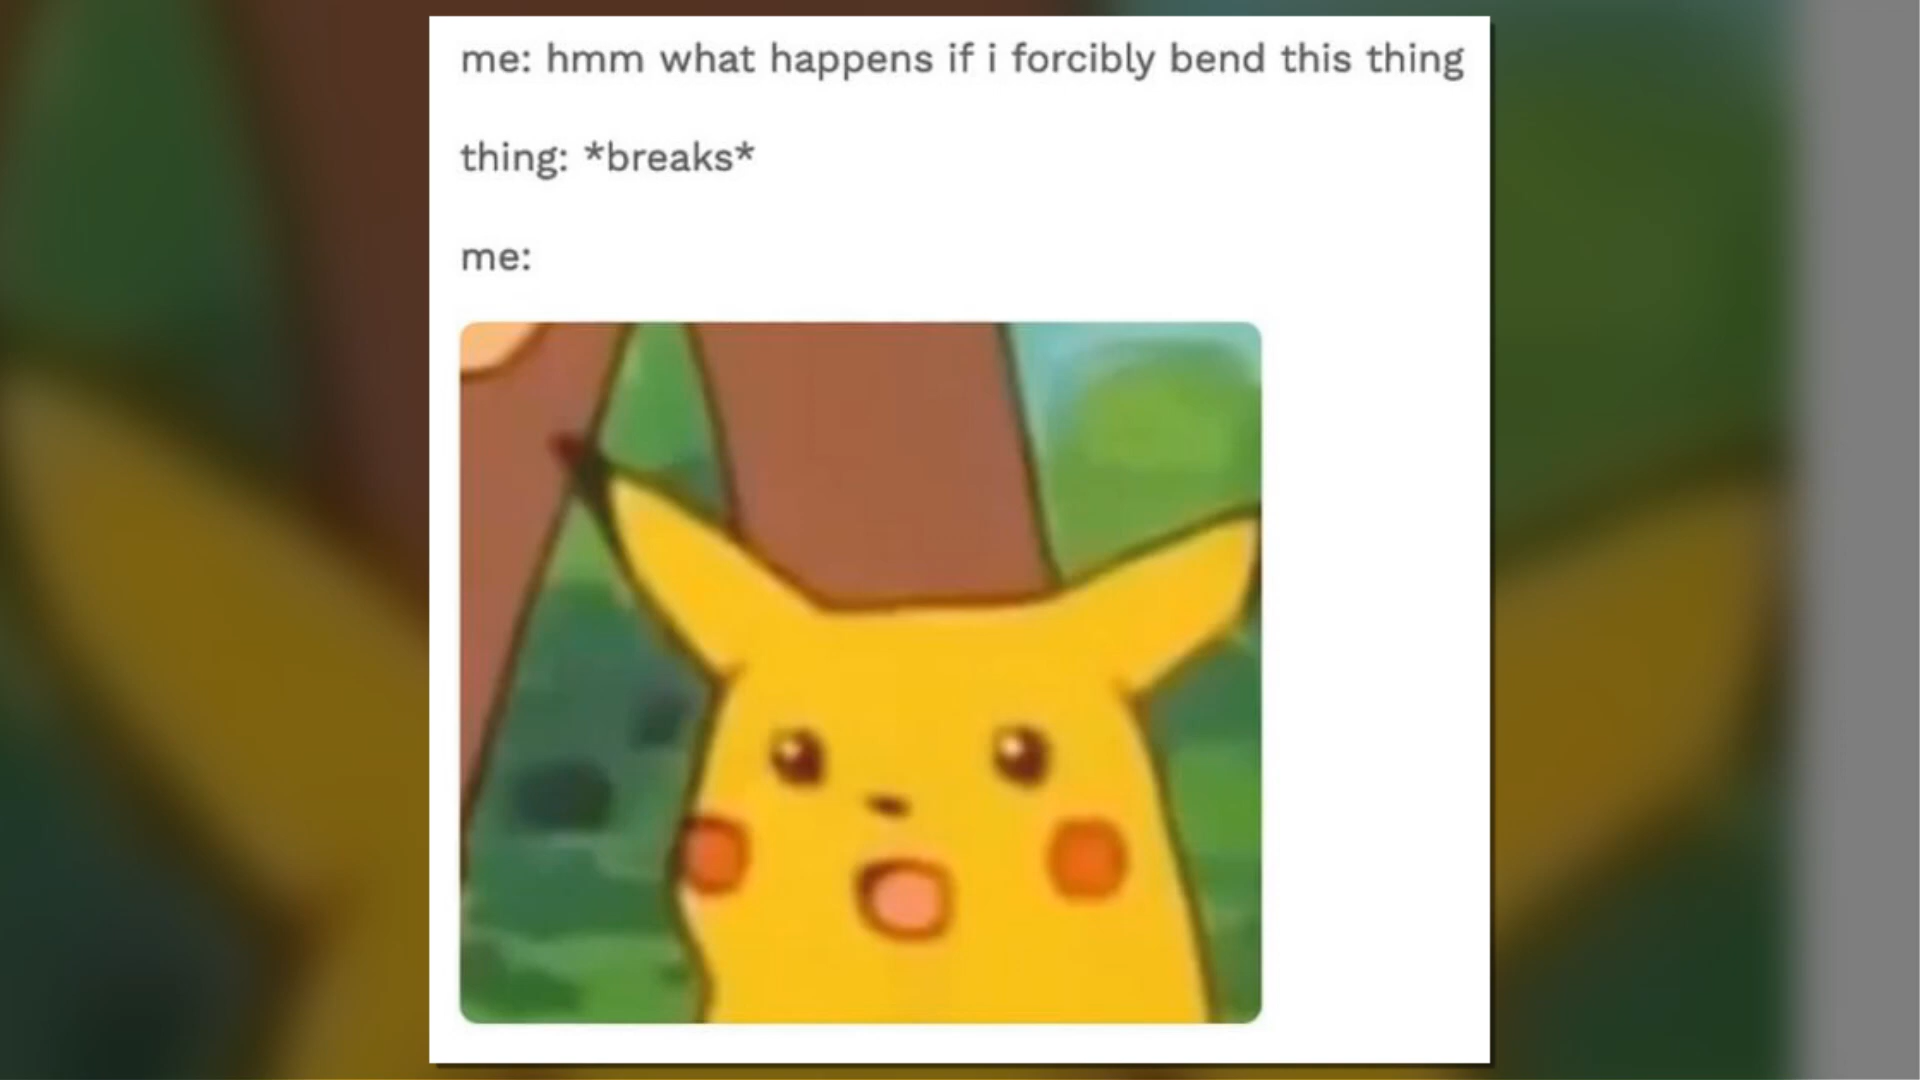 me: hmm what happens if i forcibly bend this thing
thing: *breaks*
me: